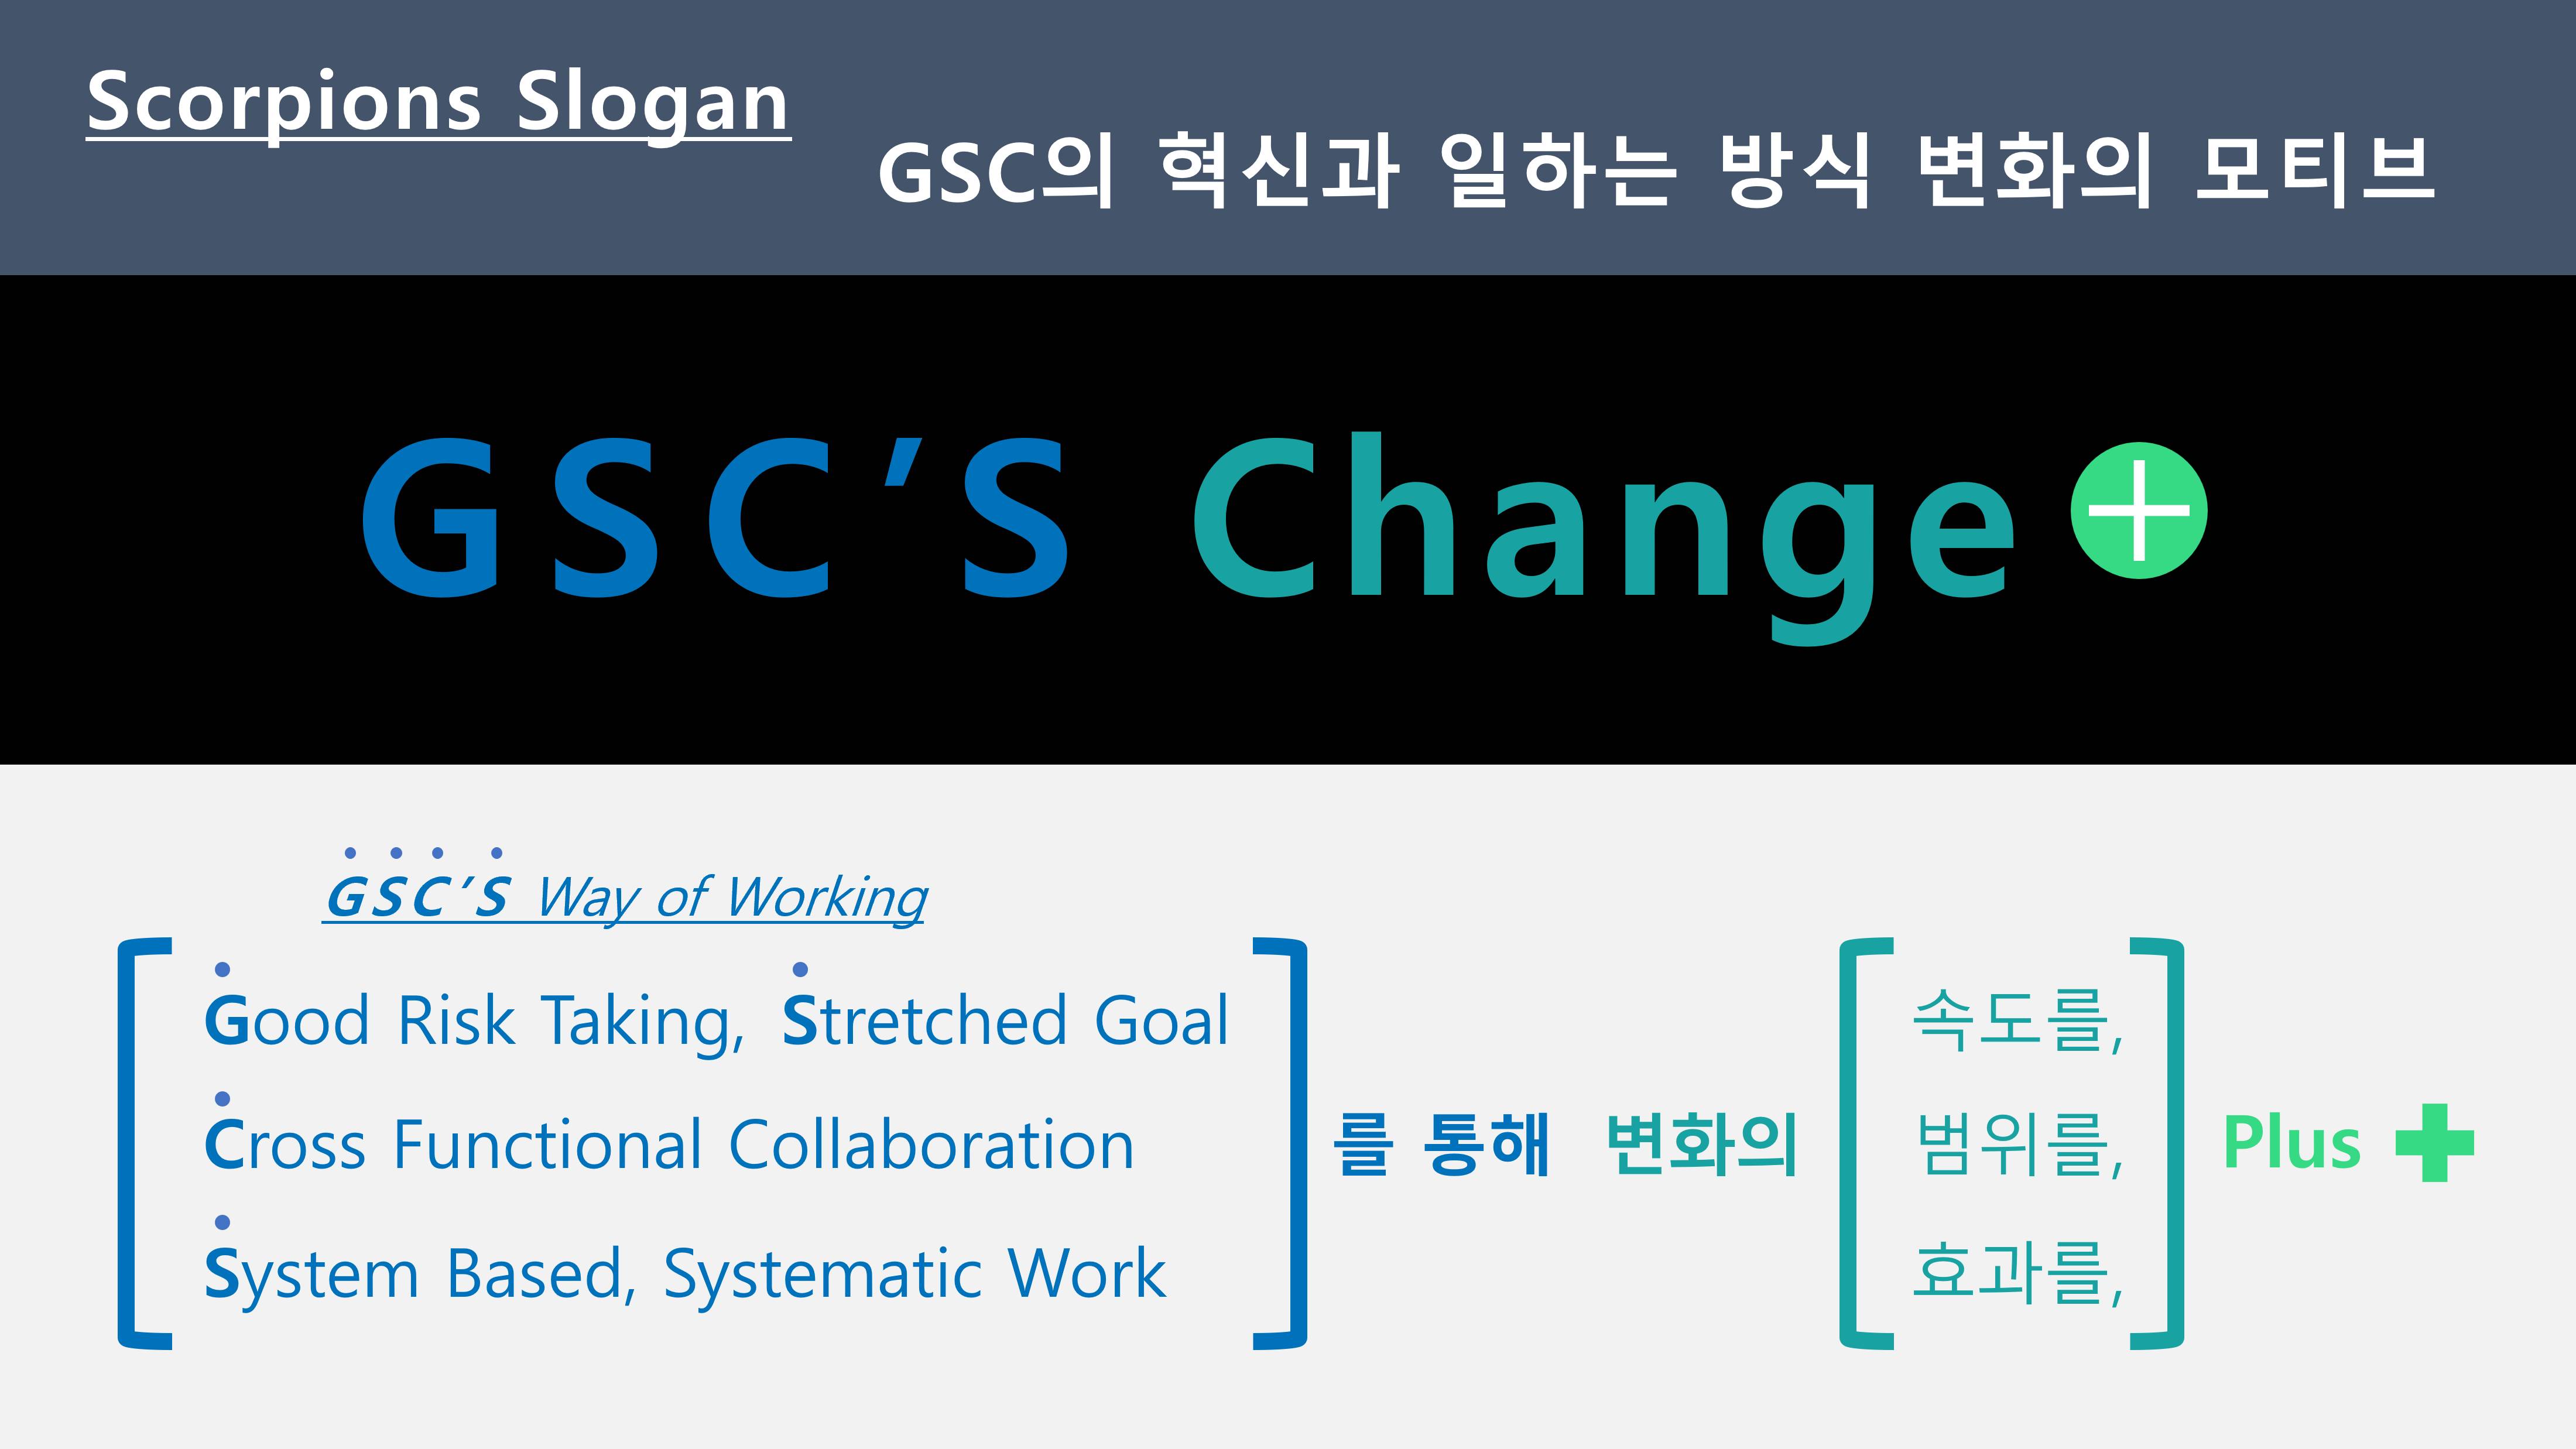 Scorpions Slogan
GSC의 혁신과 일하는 방식 변화의 모티브
GSC’S Change +
GSC’S Way of Working
Good Risk Taking, Stretched Goal
Cross Functional Collaboration
System Based, Systematic Work
를 통해 변화의
속도를,
범위를,
효과를,
Plus